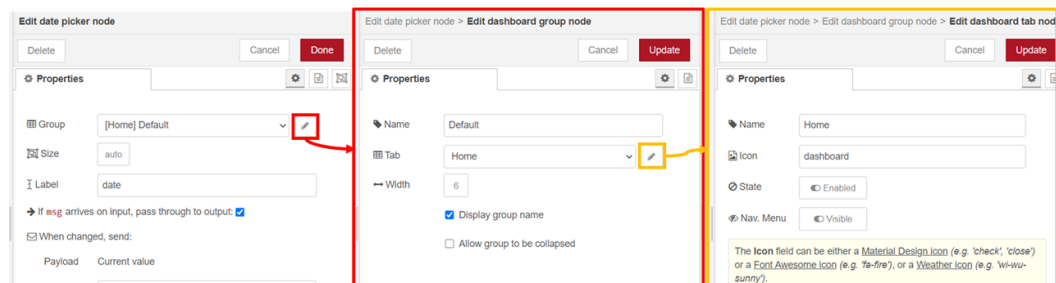 Edit date picker node
Delete
Cancel
Done
Properties
Group
[Home] Default
Size
auto
Label
date
If msg arrives on input, pass through to output:
When changed, send:
Payload
Current value
Edit date picker node > Edit dashboard group node
Delete
Cancel
Update
Properties
Name
Default
Tab
Home
Width
6
Display group name
Allow group to be collapsed
Edit date picker node > Edit dashboard group node > Edit dashboard tab nod
Delete
Cancel
Update
Properties
Name
Home
Icon
dashboard
State
Enabled
Nav. Menu
Visible
The Icon field can be either a Material Design icon (e.g. 'check', 'close')
or a Font Awesome icon (e.g. 'fa-fire'), or a Weather icon (e.g. 'wi-wu-
sunny').